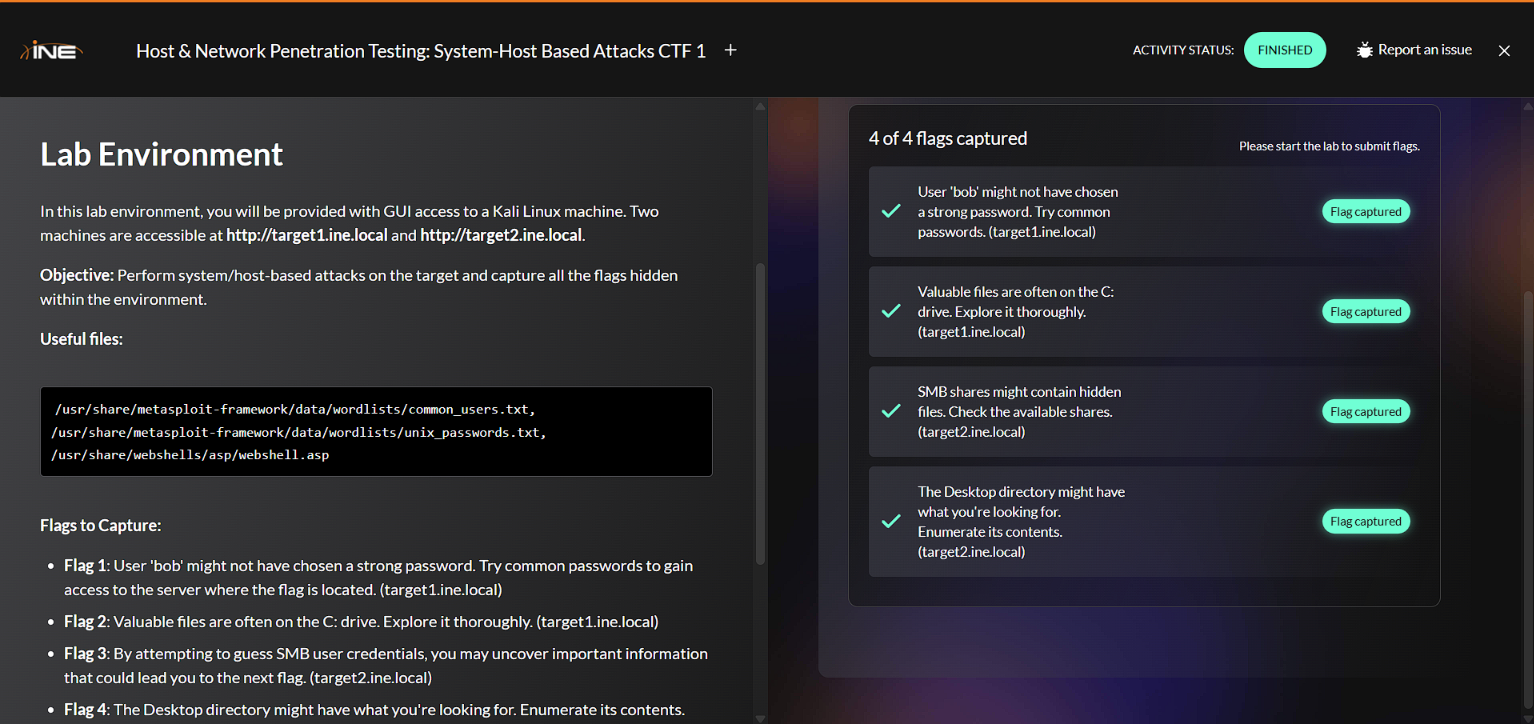 INE
Host & Network Penetration Testing: System-Host Based Attacks CTF 1 +
ACTIVITY STATUS: FINISHED
Report an issue
Lab Environment
In this lab environment, you will be provided with GUI access to a Kali Linux machine. Two
machines are accessible at http://target1.ine.local and http://target2.ine.local.
Objective: Perform system/host-based attacks on the target and capture all the flags hidden
within the environment.
Useful files:
/usr/share/metasploit-framework/data/wordlists/common_users.txt,
/usr/share/metasploit-framework/data/wordlists/unix_passwords.txt,
/usr/share/webshells/asp/webshell.asp
Flags to Capture:
• Flag 1: User 'bob' might not have chosen a strong password. Try common passwords to gain
access to the server where the flag is located. (target1.ine.local)
• Flag 2: Valuable files are often on the C: drive. Explore it thoroughly. (target1.ine.local)
• Flag 3: By attempting to guess SMB user credentials, you may uncover important information
that could lead you to the next flag. (target2.ine.local)
• Flag 4: The Desktop directory might have what you're looking for. Enumerate its contents.
4 of 4 flags captured
Please start the lab to submit flags.
User 'bob' might not have chosen
a strong password. Try common
passwords. (target1.ine.local)
Flag captured
Valuable files are often on the C:
drive. Explore it thoroughly.
(target1.ine.local)
Flag captured
SMB shares might contain hidden
files. Check the available shares.
(target2.ine.local)
Flag captured
The Desktop directory might have
what you're looking for.
Enumerate its contents.
(target2.ine.local)
Flag captured